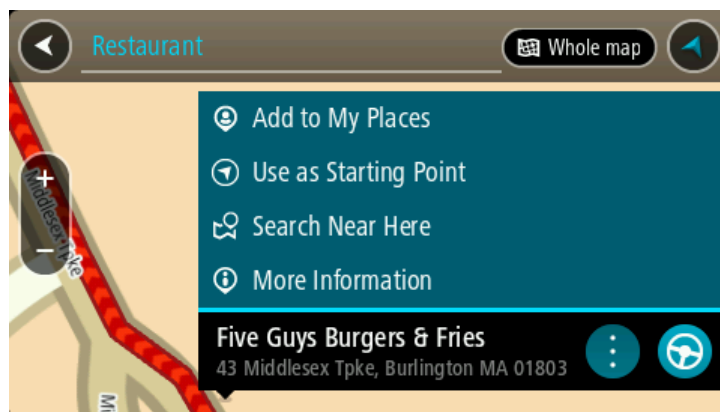 Restaurant
Whole map
Add to My Places
Use as Starting Point
Search Near Here
More Information
Five Guys Burgers & Fries
43 Middlesex Tpke, Burlington MA 01803
+
Middlesex Tpke
−
Mi